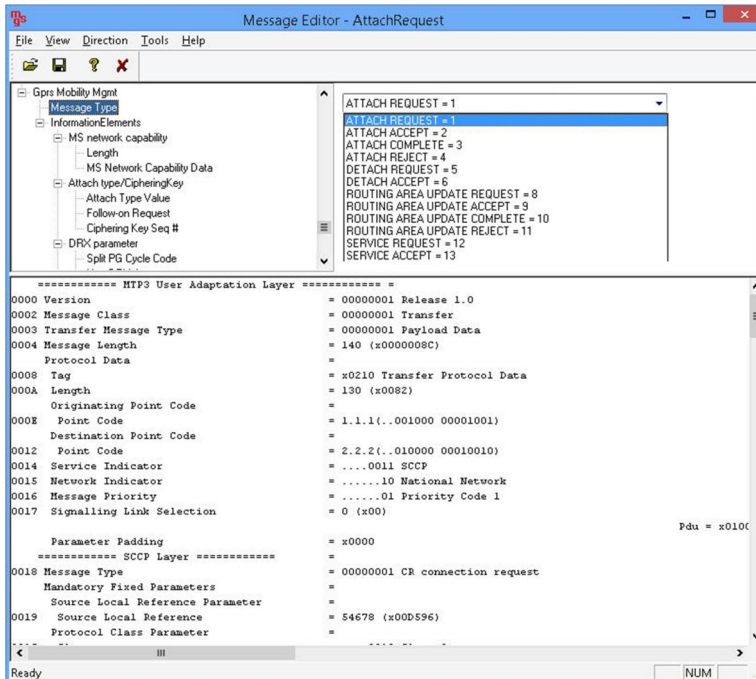 mgs
Message Editor - AttachRequest
File View Direction Tools Help
Gprs Mobility Mgmt
Message Type
InformationElements
MS network capability
Length
MS Network Capability Data
Attach type/CipheringKey
Attach Type Value
Follow-on Request
Ciphering Key Seq #
DRX parameter
Split PG Cycle Code
ATTACH REQUEST = 1
ATTACH REQUEST = 1
ATTACH ACCEPT = 2
ATTACH COMPLETE = 3
ATTACH REJECT = 4
DETACH REQUEST = 5
DETACH ACCEPT = 6
ROUTING AREA UPDATE REQUEST = 8
ROUTING AREA UPDATE ACCEPT = 9
ROUTING AREA UPDATE COMPLETE = 10
ROUTING AREA UPDATE REJECT = 11
SERVICE REQUEST = 12
SERVICE ACCEPT = 13
============ MTP3 User Adaptation Layer ============ =
0000 Version = 00000001 Release 1.0
0002 Message Class = 00000001 Transfer
0003 Transfer Message Type = 00000001 Payload Data
0004 Message Length = 140 (x0000008C)
Protocol Data =
0008 Tag = x0210 Transfer Protocol Data
000A Length = 130 (x0082)
Originating Point Code =
000E Point Code = 1.1.1(..001000 00001001)
Destination Point Code =
0012 Point Code = 2.2.2(..010000 00010010)
0014 Service Indicator = ....0011 SCCP
0015 Network Indicator = ......10 National Network
0016 Message Priority = ......01 Priority Code 1
0017 Signalling Link Selection = 0 (x00)
Pdu = x0100
Parameter Padding = x0000
============ SCCP Layer ============ =
0018 Message Type = 00000001 CR connection request
Mandatory Fixed Parameters =
Source Local Reference Parameter =
0019 Source Local Reference = 54678 (x00D596)
Protocol Class Parameter =
Ready NUM